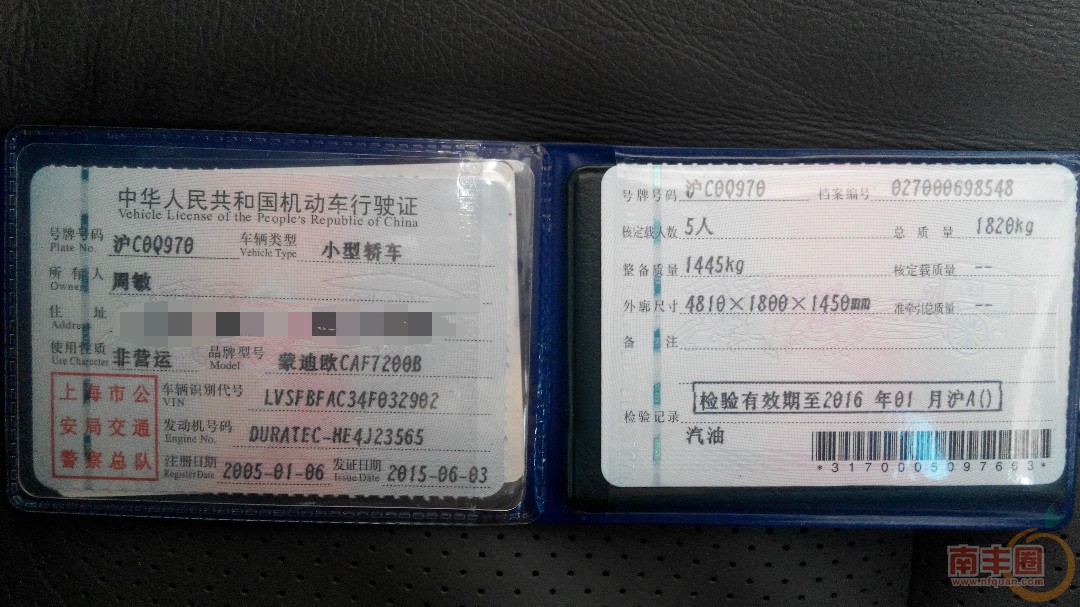 中华人民共和国机动车行驶证
Vehicle License of the People's Republic of China
号牌号码 沪C0Q970 车辆类型 小型轿车
Plate No. Vehicle Type
所有人 周敏
Owner
住址
Address
使用性质 非营运 品牌型号 蒙迪欧CAF7200B
Use Character Model
上海市公安局交通警察总队
车辆识别代号 LVSFBFAC34F032902
VIN
发动机号码 DURATEC-HE4J23565
Engine No.
注册日期 2005-01-06 发证日期 2015-06-03
Register Date Issue Date
号牌号码 沪C0Q970 档案编号 027000698548
核定载人数 5人 总质量 1820kg
整备质量 1445kg 核定载质量 --
外廓尺寸 4810×1800×1450mm 准牵引总质量 --
备注
检验有效期至2016 年01 月沪A()
检验记录
汽油
*3170005097663*
南丰圈
www.nfquan.com